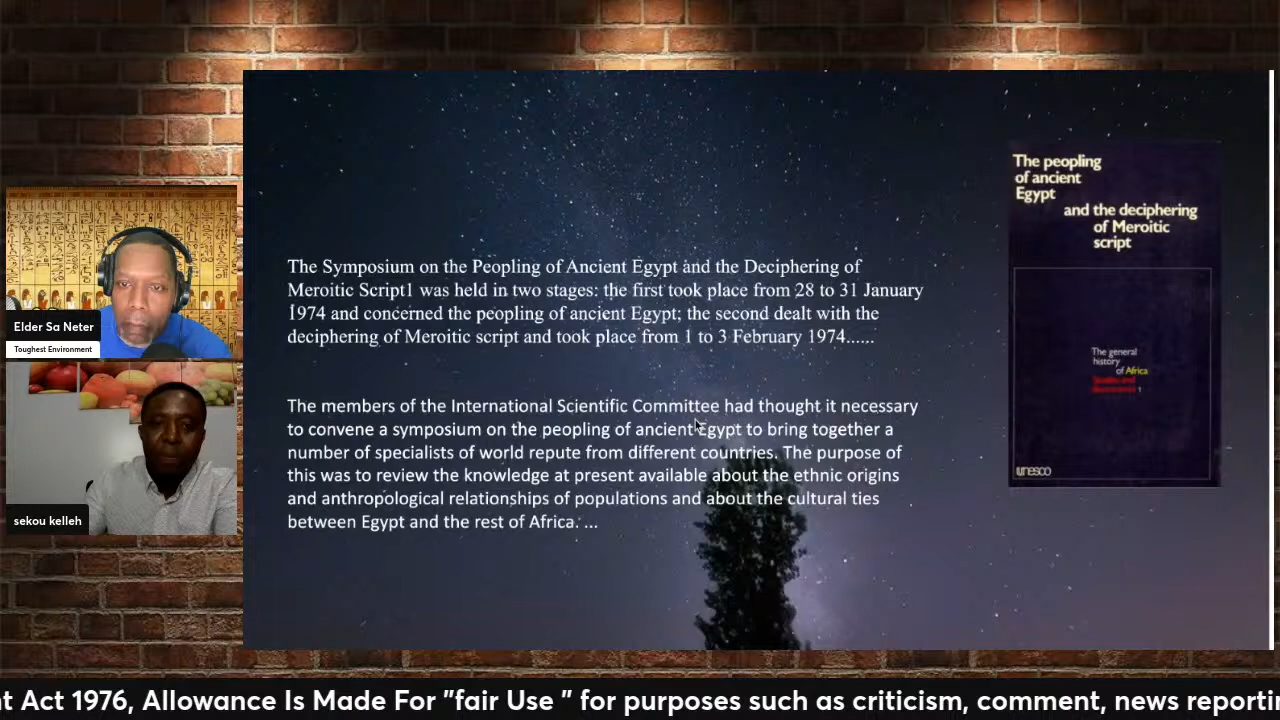 Elder Sa Neter
Toughest Environment
sekou kelleh
The Symposium on the Peopling of Ancient Egypt and the Deciphering of
Meroitic Script1 was held in two stages: the first took place from 28 to 31 January
1974 and concerned the peopling of ancient Egypt; the second dealt with the
deciphering of Meroitic script and took place from 1 to 3 February 1974......
The members of the International Scientific Committee had thought it necessary
to convene a symposium on the peopling of ancient Egypt to bring together a
number of specialists of world repute from different countries. The purpose of
this was to review the knowledge at present available about the ethnic origins
and anthropological relationships of populations and about the cultural ties
between Egypt and the rest of Africa. ...
The peopling
of ancient
Egypt
and the deciphering
of Meroitic
script
The general
history
of Africa
1
unesco
t Act 1976, Allowance Is Made For "fair Use " for purposes such as criticism, comment, news reporti